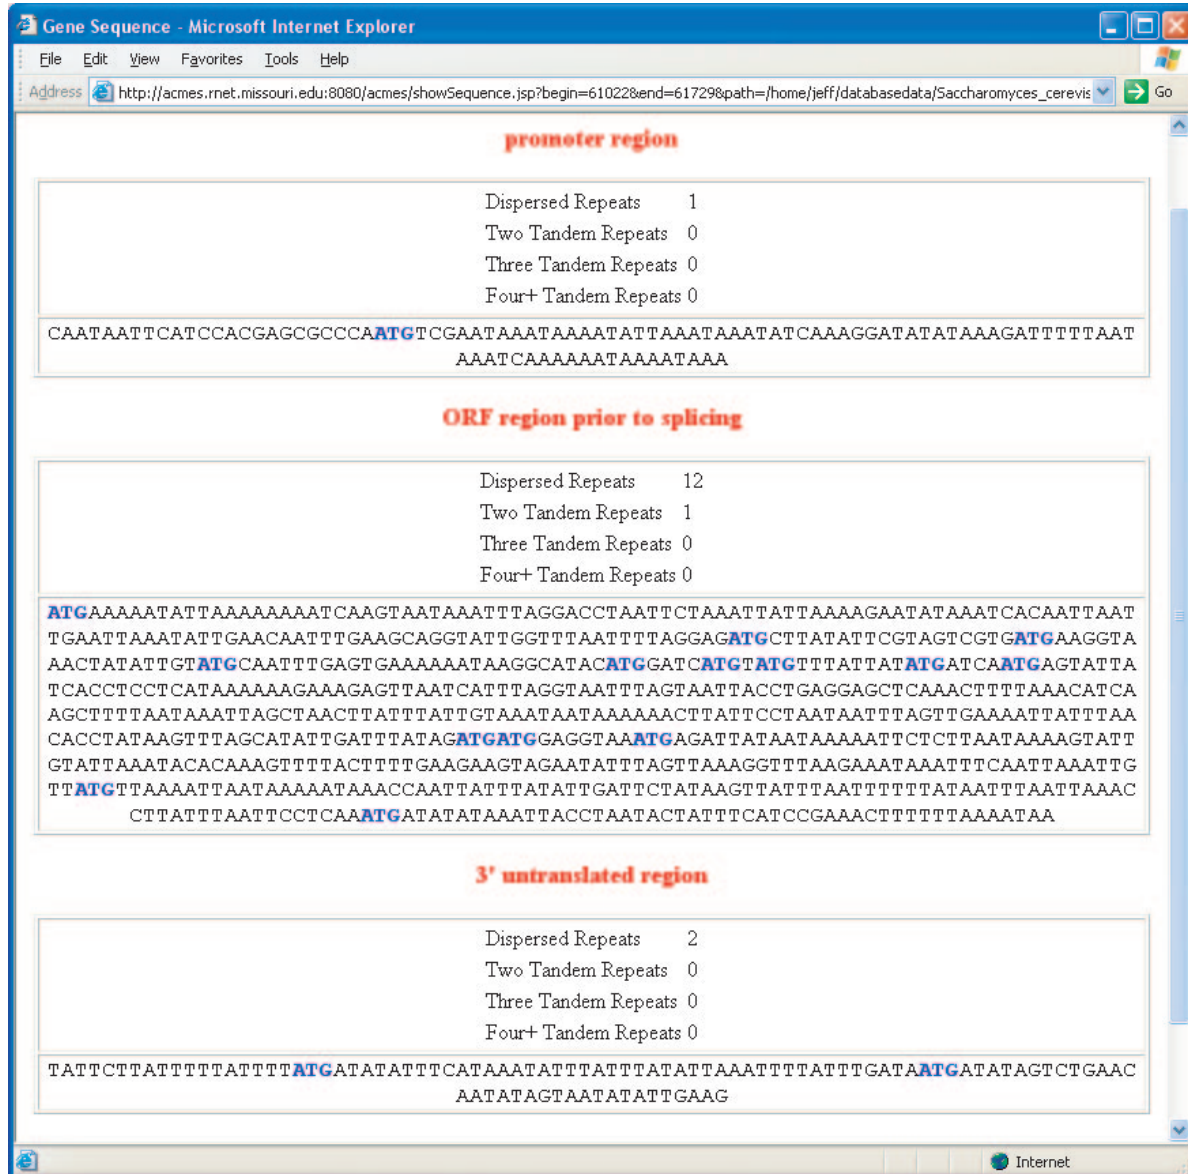 Gene Sequence - Microsoft Internet Explorer
File Edit View Favorites Tools Help
Address http://acmes.rnet.missouri.edu:8080/acmes/showSequence.jsp?begin=61022&end=61729&path=/home/jeff/databasedata/Saccharomyces_cerevis Go
promoter region
Dispersed Repeats 1
Two Tandem Repeats 0
Three Tandem Repeats 0
Four+ Tandem Repeats 0
CAATAATTCATCCACGAGCGCCCAATGTCGAATAAATAAAATATTAAATAAATATCAAAGGATATATAAAGATTTTTAAT
AAATCAAAAAATAAAATAAA
ORF region prior to splicing
Dispersed Repeats 12
Two Tandem Repeats 1
Three Tandem Repeats 0
Four+ Tandem Repeats 0
ATGAAAAATATTAAAAAAAATCAAGTAATAAATTTAGGACCTAATTCTAAATTATTAAAAGAATATAAATCACAATTAAT
TGAATTAAATATTGAACAATTTGAAGCAGGTATTGGTTTAATTTTAGGAGATGCTTATATTCGTAGTCGTGATGAAGGTA
AACTATATTGTATGCAATTTGAGTGAAAAAATAAGGCATACATGGATCATGTATGTTTATTATATGATCAATGAGTATTA
TCACCTCCTCATAAAAAAGAAAGAGTTAATCATTTAGGTAATTTAGTAATTACCTGAGGAGCTCAAACTTTTAAACATCA
AGCTTTTAATAAATTAGCTAACTTATTTATTGTAAATAATAAAAAACTTATTCCTAATAATTTAGTTGAAAATTATTTAA
CACCTATAAGTTTAGCATATTGATTTATAGATGATGGAGGTAAATGAGATTATAATAAAAATTCTCTTAATAAAAGTATT
GTATTAAATACACAAAGTTTTACTTTTGAAGAAGTAGAATATTTAGTTAAAGGTTTAAGAAATAAATTTCAATTAAATTG
TTATGTTAAAATTAATAAAAATAAACCAATTATTTATATTGATTCTATAAGTTATTTAATTTTTTATAATTTAATTAAAC
CTTATTTAATTCCTCAAATGATATATAAATTACCTAATACTATTTCATCCGAAACTTTTTTAAAATAA
3' untranslated region
Dispersed Repeats 2
Two Tandem Repeats 0
Three Tandem Repeats 0
Four+ Tandem Repeats 0
TATTCTTATTTTTATTTTATGATATATTTCATAAATATTTATTTATATTAAATTTTATTTGATAATGATATAGTCTGAAC
AATATAGTAATATATTGAAG
Internet